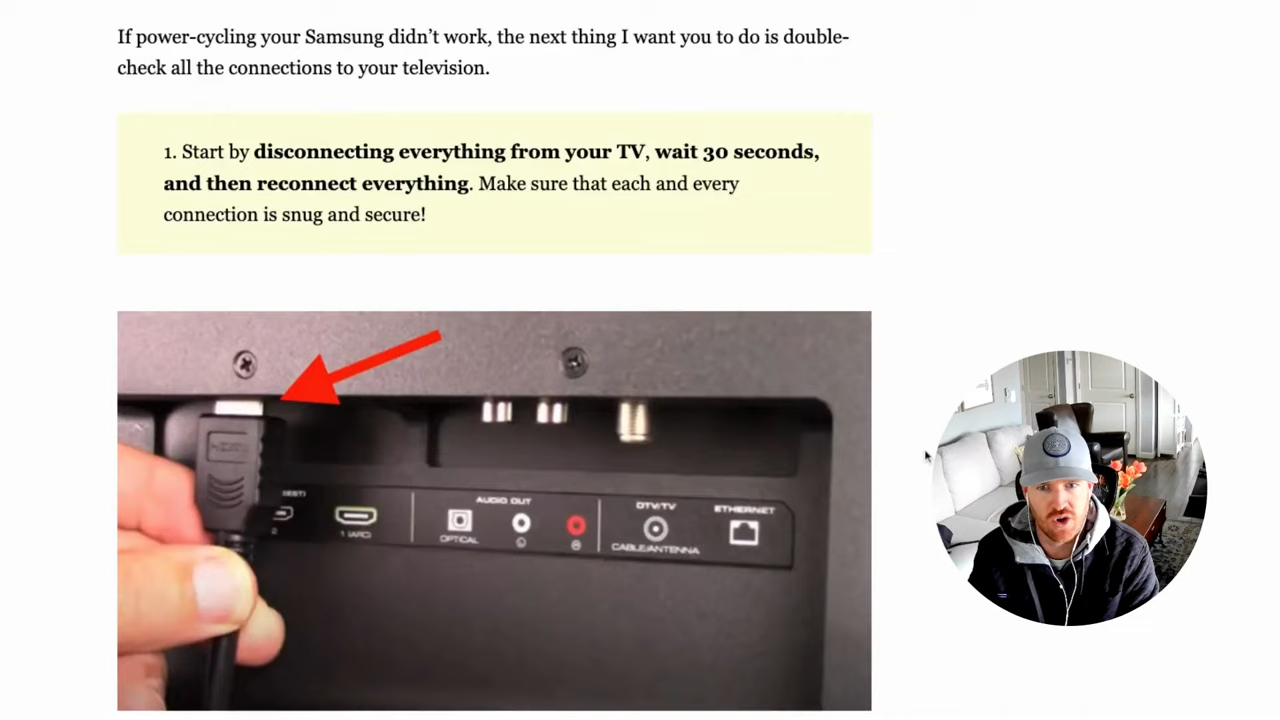 If power-cycling your Samsung didn’t work, the next thing I want you to do is double-
check all the connections to your television.
1. Start by disconnecting everything from your TV, wait 30 seconds,
and then reconnect everything. Make sure that each and every
connection is snug and secure!
HDMI
BEST)
2
1 (ARC)
AUDIO OUT
OPTICAL
L
R
DTV/TV
CABLE/ANTENNA
ETHERNET